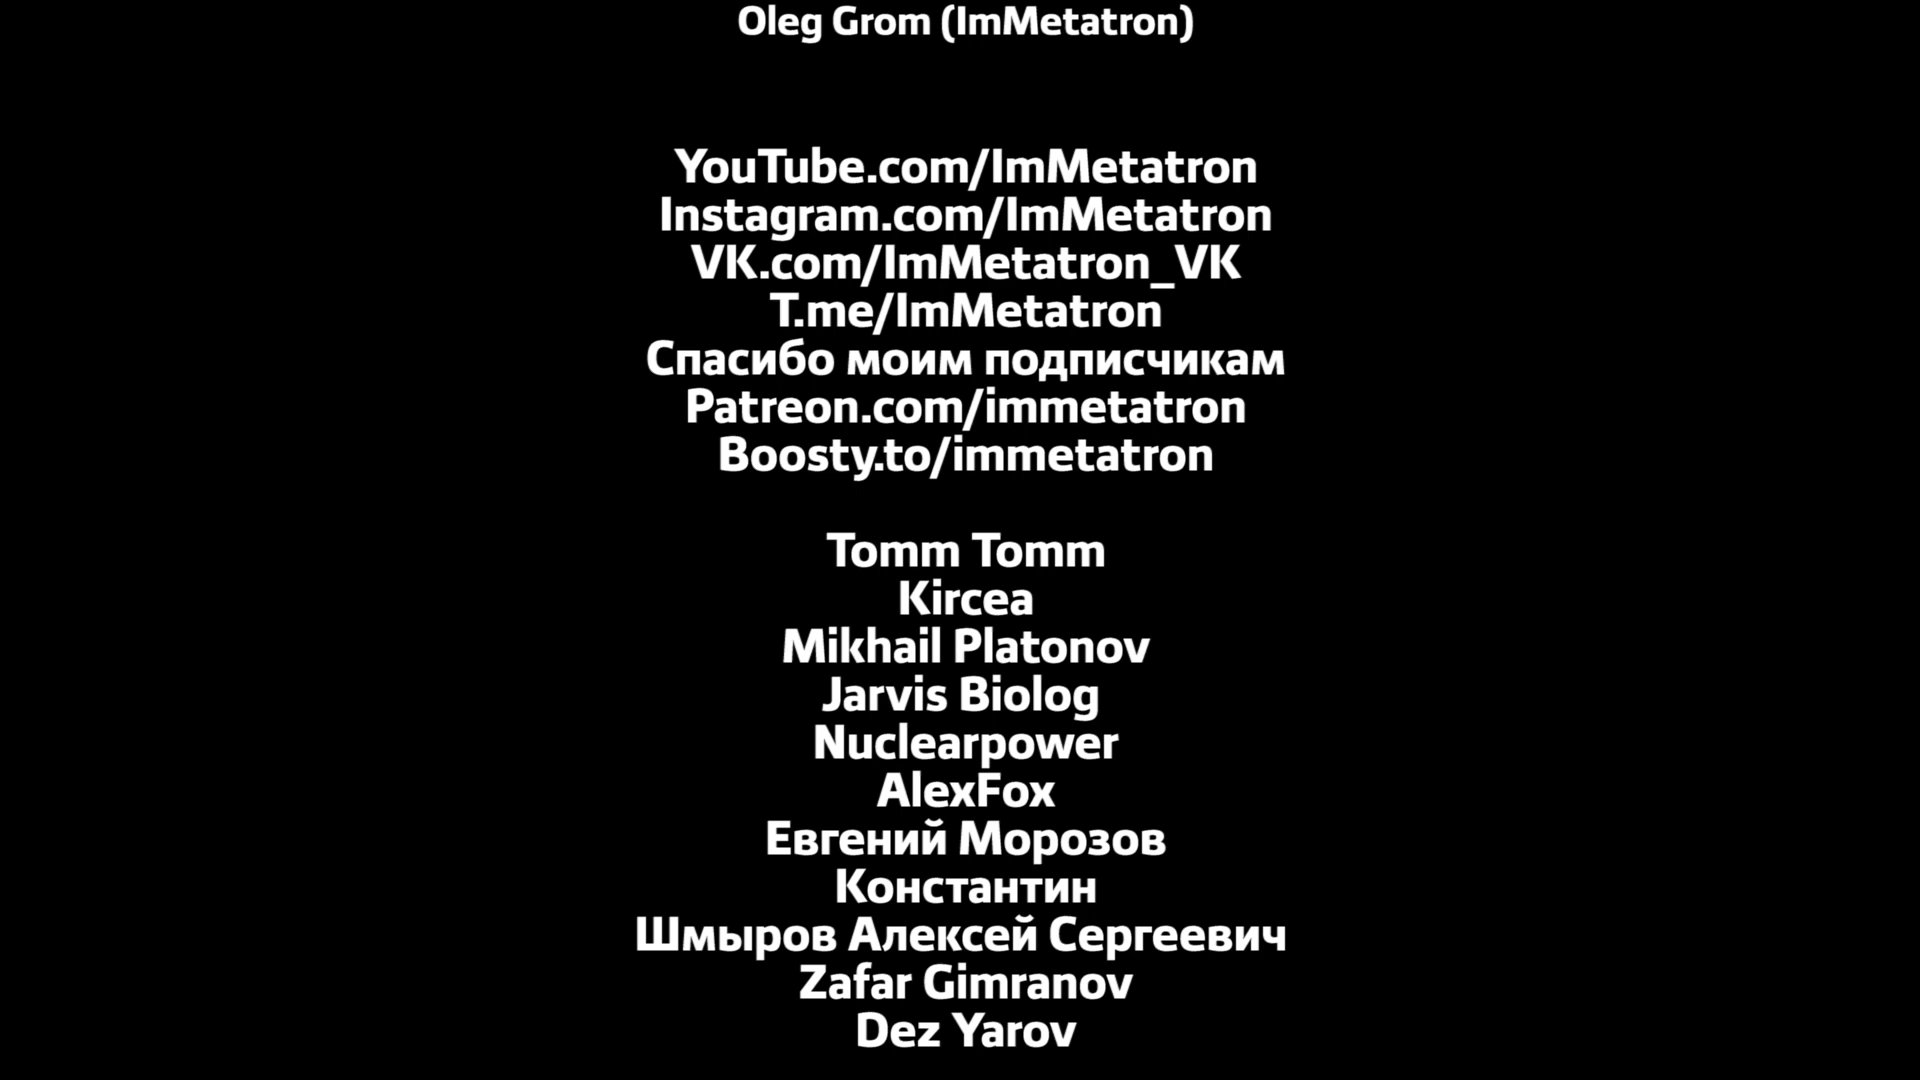 Oleg Grom (ImMetatron)
YouTube.com/ImMetatron
Instagram.com/ImMetatron
VK.com/ImMetatron_VK
T.me/ImMetatron
Спасибо моим подписчикам
Patreon.com/immetatron
Boosty.to/immetatron
Tomm Tomm
Kircea
Mikhail Platonov
Jarvis Biolog
Nuclearpower
AlexFox
Евгений Морозов
Константин
Шмыров Алексей Сергеевич
Zafar Gimranov
Dez Yarov